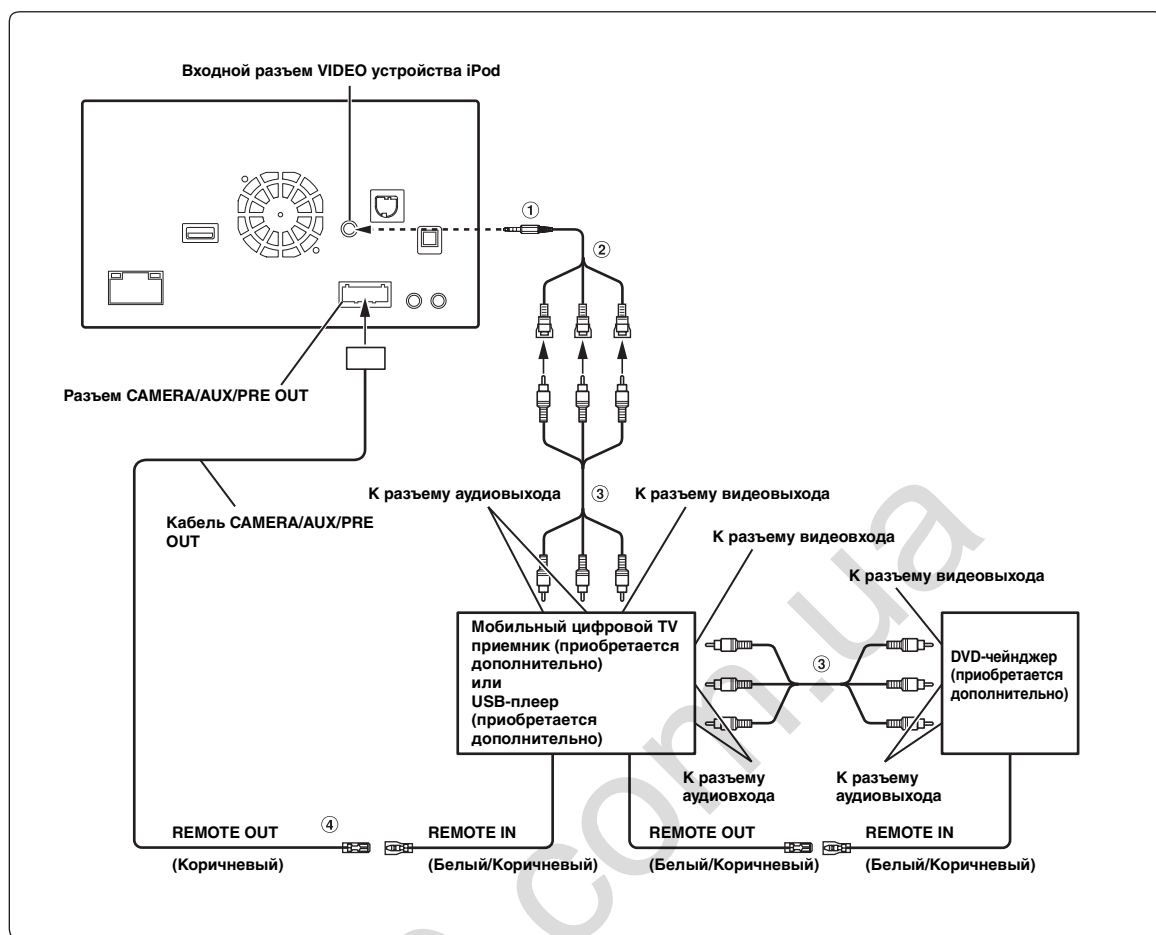 Входной разъем VIDEO устройства iPod
①
②
Разъем CAMERA/AUX/PRE OUT
К разъему аудиовыхода
③
К разъему видеовыхода
Кабель CAMERA/AUX/PRE
OUT
К разъему видеовхода
К разъему видеовыхода
Мобильный цифровой TV
приемник (приобретается
дополнительно)
или
USB-плеер
(приобретается
дополнительно)
③
DVD-чейнджер
(приобретается
дополнительно)
К разъему
аудиовхода
К разъему
аудиовыхода
REMOTE OUT
(Коричневый)
④
REMOTE IN
(Белый/Коричневый)
REMOTE OUT
(Белый/Коричневый)
REMOTE IN
(Белый/Коричневый)
com.ua